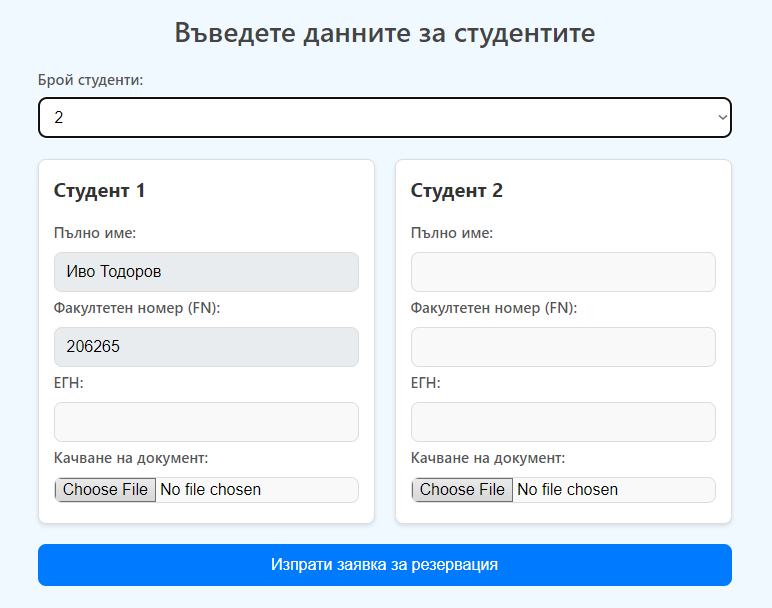 Въведете данните за студентите
Брой студенти:
2
Студент 1
Пълно име:
Иво Тодоров
Факултетен номер (FN):
206265
ЕГН:
Качване на документ:
Choose File No file chosen
Студент 2
Пълно име:
Факултетен номер (FN):
ЕГН:
Качване на документ:
Choose File No file chosen
Изпрати заявка за резервация